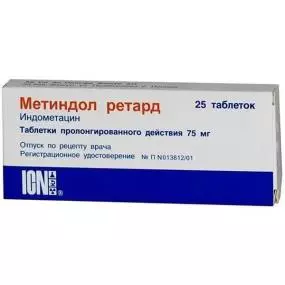 Метиндол ретард
25 таблеток
Индометацин
Таблетки пролонгированного действия 75 мг
Отпуск по рецепту врача
Регистрационное удостоверение № П N013812/01
ICN